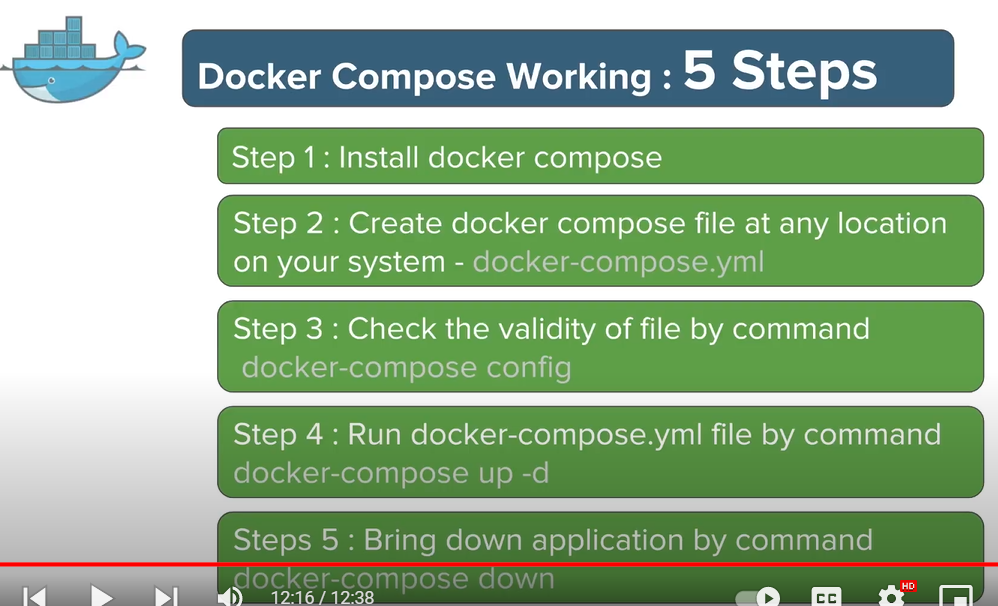 Docker Compose Working : 5 Steps
Step 1 : Install docker compose
Step 2 : Create docker compose file at any location
on your system - docker-compose.yml
Step 3 : Check the validity of file by command
docker-compose config
Step 4 : Run docker-compose.yml file by command
docker-compose up -d
Steps 5 : Bring down application by command
docker-compose down
12:16 / 12:38
CC
HD